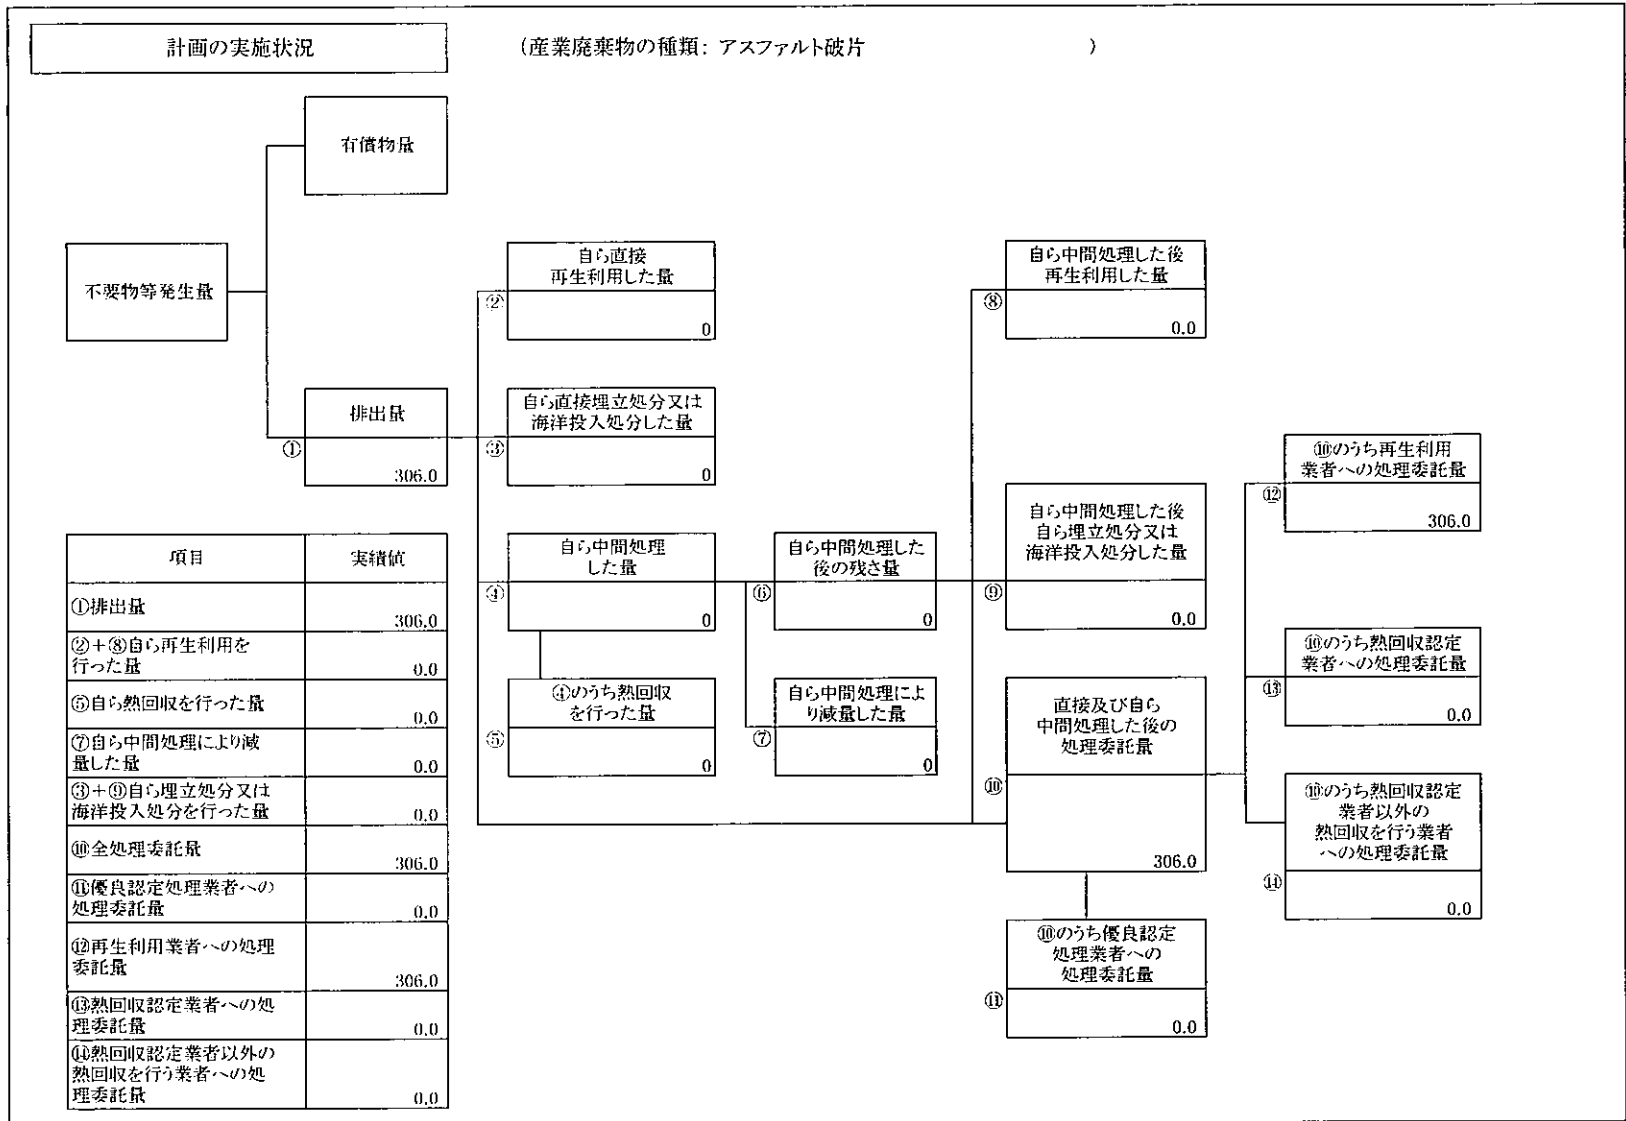 計画の実施状況
(産業廃棄物の種類: アスファルト破片 )
有償物量
不要物等発生量
排出量
①
306.0
自ら直接
再生利用した量
②
0
自ら直接埋立処分又は
海洋投入処分した量
③
0
自ら中間処理
した量
④
0
④のうち熱回収
を行った量
⑤
0
自ら中間処理した
後の残さ量
⑥
0
自ら中間処理によ
り減量した量
⑦
0
自ら中間処理した後
再生利用した量
⑧
0.0
自ら中間処理した後
自ら埋立処分又は
海洋投入処分した量
⑨
0.0
直接及び自ら
中間処理した後の
処理委託量
⑩
306.0
⑩のうち優良認定
処理業者への
処理委託量
⑪
0.0
⑩のうち再生利用
業者への処理委託量
⑫
306.0
⑩のうち熱回収認定
業者への処理委託量
⑬
0.0
⑩のうち熱回収認定
業者以外の
熱回収を行う業者
への処理委託量
⑭
0.0
項目 実績値
①排出量
306.0
②+⑧自ら再生利用を
行った量
0.0
⑤自ら熱回収を行った量
0.0
⑦自ら中間処理により減
量した量
0.0
③+⑨自ら埋立処分又は
海洋投入処分を行った量
0.0
⑩全処理委託量
306.0
⑪優良認定処理業者への
処理委託量
0.0
⑫再生利用業者への処理
委託量
306.0
⑬熱回収認定業者への処
理委託量
0.0
⑭熱回収認定業者以外の
熱回収を行う業者への処
理委託量
0.0